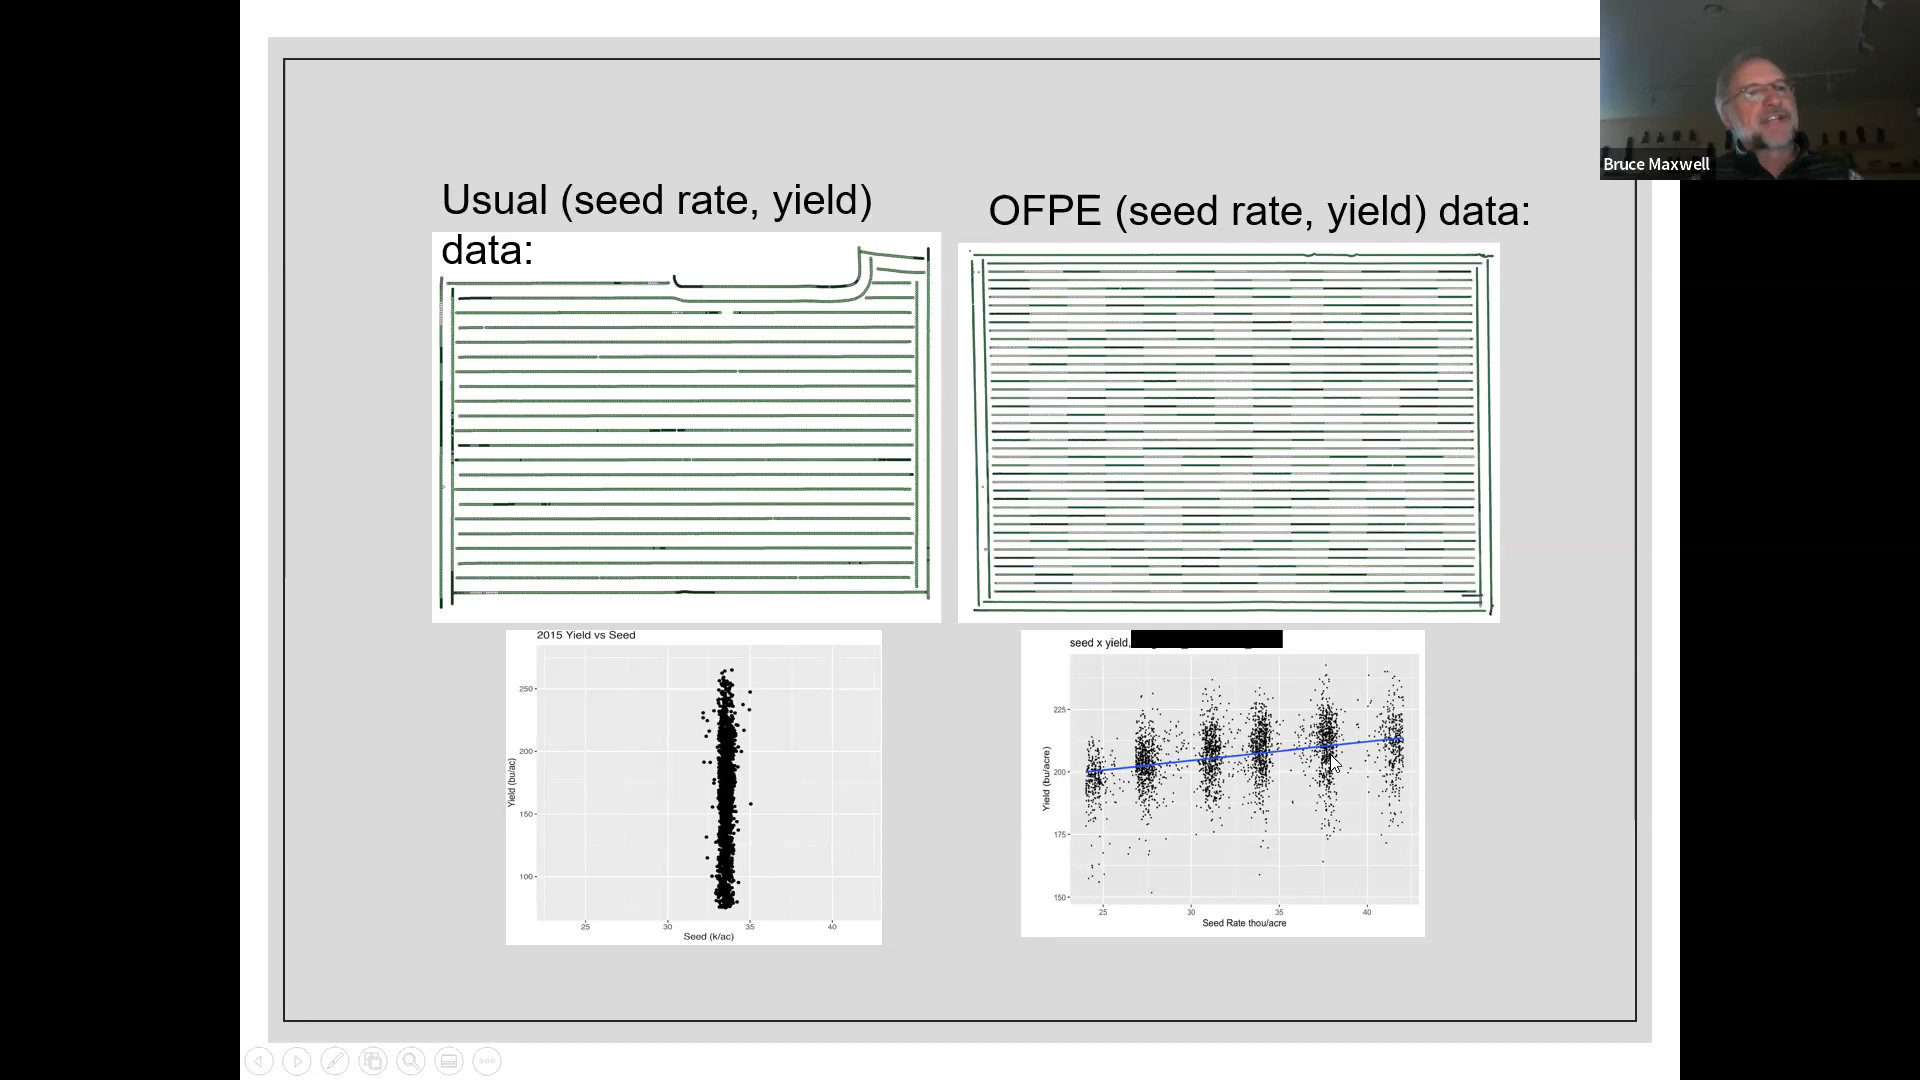 Bruce Maxwell
Usual (seed rate, yield)
data:
OFPE (seed rate, yield) data:
2015 Yield vs Seed
250
200
150
100
Yield (bu/ac)
25 30 35 40
Seed (k/ac)
seed x yield,
225
200
175
150
Yield (bu/acre)
25 30 35 40
Seed Rate thou/acre